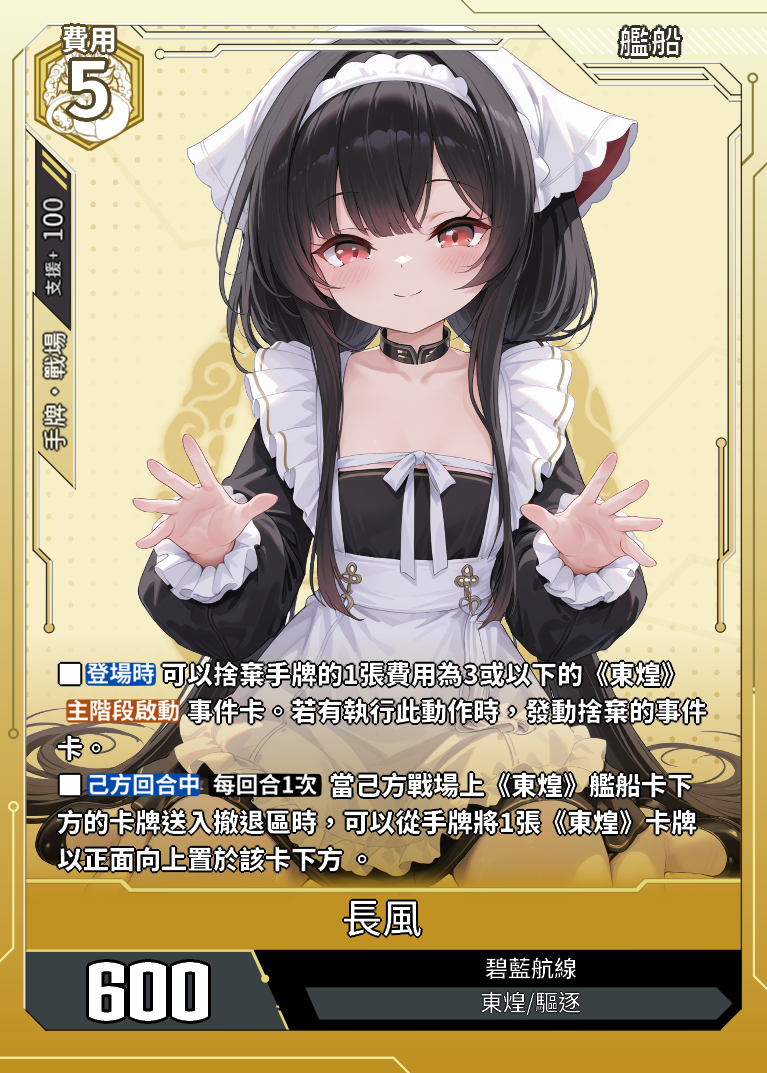 費用
5
艦船
支援+ 100
手牌・戰場
■登場時 可以捨棄手牌的1張費用為3或以下的《東煌》
主階段啟動 事件卡。若有執行此動作時，發動捨棄的事件
卡。
■己方回合中 每回合1次 當己方戰場上《東煌》艦船卡下
方的卡牌送入撤退區時，可以從手牌將1張《東煌》卡牌
以正面向上置於該卡下方 。
長風
600
碧藍航線
東煌/驅逐